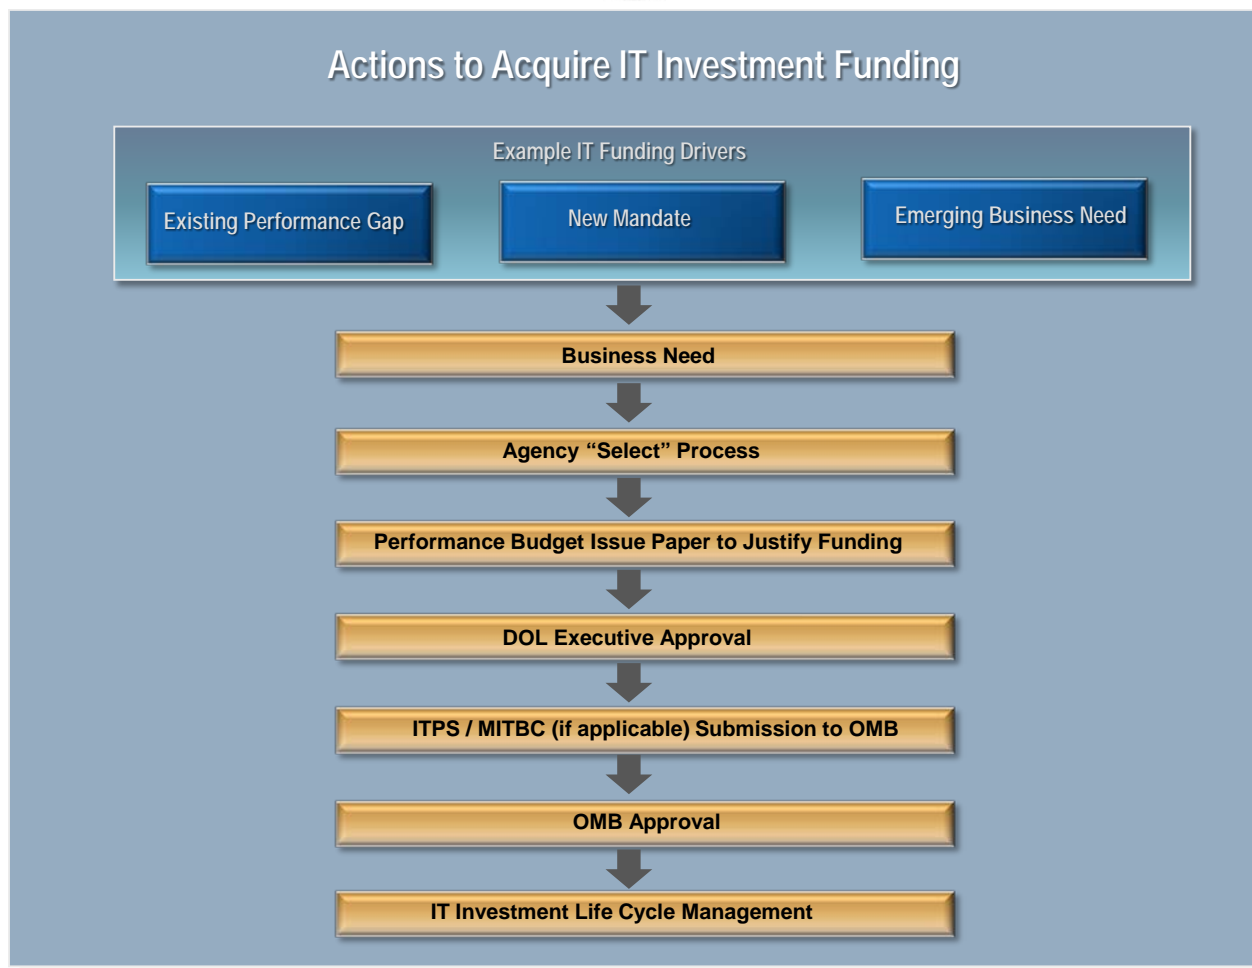 Actions to Acquire IT Investment Funding
Example IT Funding Drivers
Existing Performance Gap
New Mandate
Emerging Business Need
Business Need
Agency “Select” Process
Performance Budget Issue Paper to Justify Funding
DOL Executive Approval
ITPS / MITBC (if applicable) Submission to OMB
OMB Approval
IT Investment Life Cycle Management